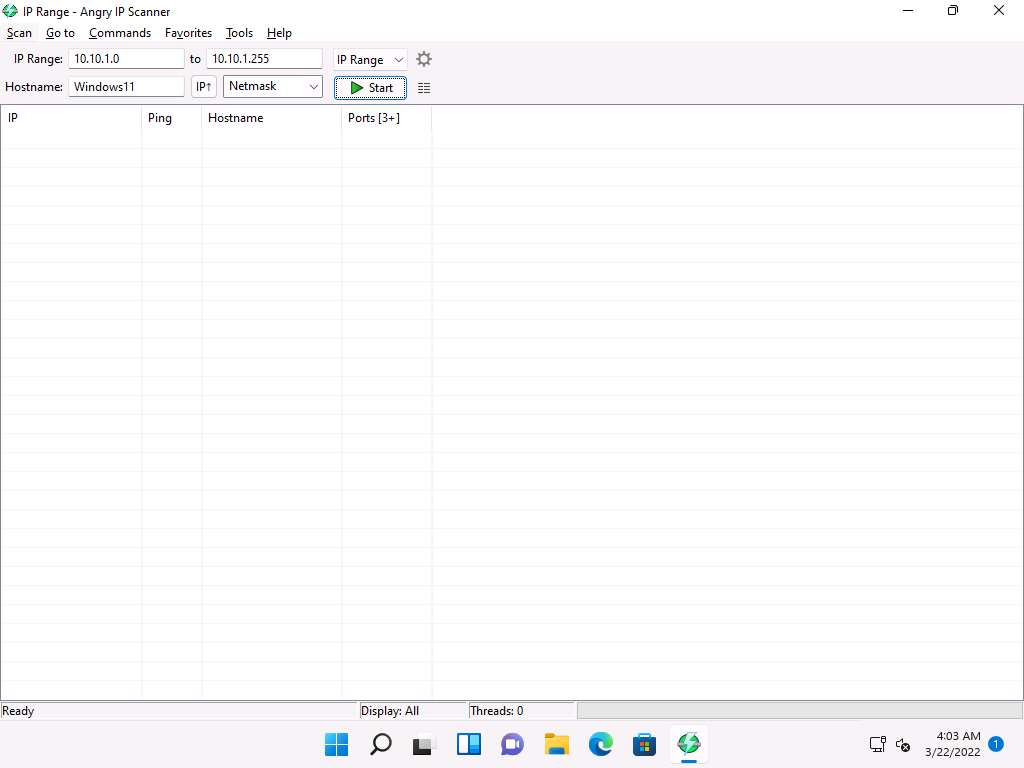 IP Range - Angry IP Scanner
Scan Go to Commands Favorites Tools Help
IP Range: 10.10.1.0 to 10.10.1.255 IP Range
Hostname: Windows11 IP↑ Netmask Start
IP Ping Hostname Ports [3+]
Ready Display: All Threads: 0
4:03 AM
3/22/2022 1